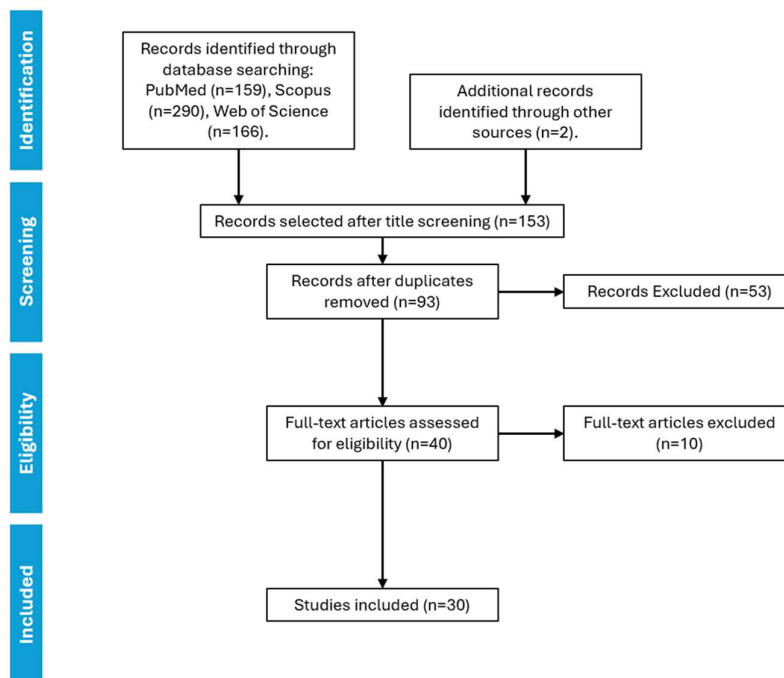 Identification
Records identified through
database searching:
PubMed (n=159), Scopus
(n=290), Web of Science
(n=166).
Additional records
identified through other
sources (n=2).
Screening
Records selected after title screening (n=153)
Records after duplicates
removed (n=93)
Records Excluded (n=53)
Eligibility
Full-text articles assessed
for eligibility (n=40)
Full-text articles excluded
(n=10)
Included
Studies included (n=30)